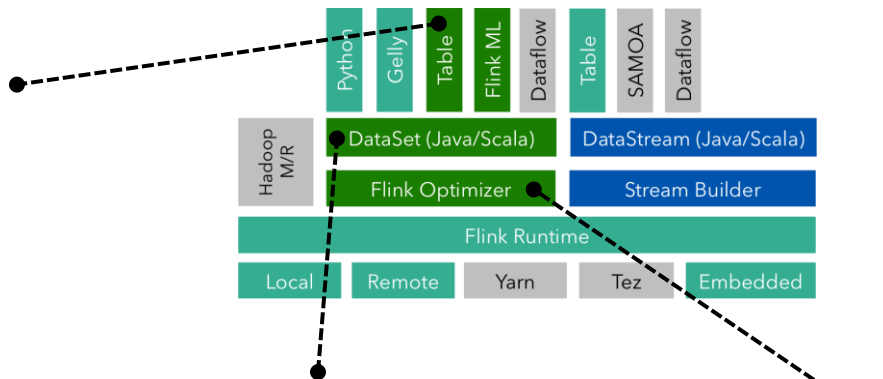 Python
Gelly
Table
Flink ML
Dataflow
Table
SAMOA
Dataflow
Hadoop
M/R
DataSet (Java/Scala)
DataStream (Java/Scala)
Flink Optimizer
Stream Builder
Flink Runtime
Local
Remote
Yarn
Tez
Embedded